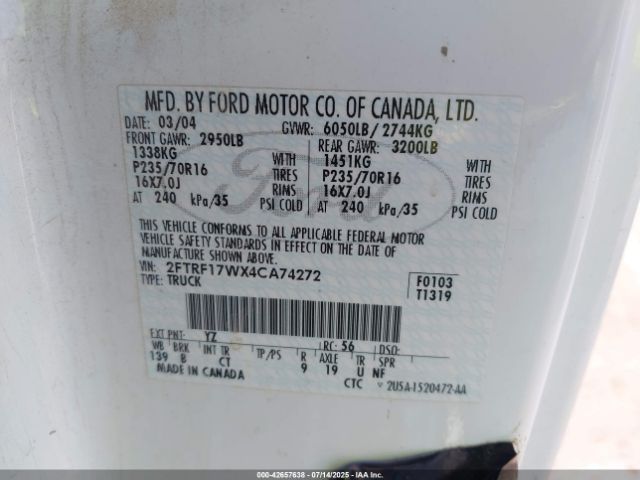 MFD. BY FORD MOTOR CO. OF CANADA, LTD.
DATE: 03/04 GVWR: 6050LB/ 2744KG
FRONT GAWR: 2950LB REAR GAWR: 3200LB
1338KG WITH 1451KG WITH
P235/70R16 TIRES P235/70R16 TIRES
16X7.0J RIMS 16X7.0J RIMS
AT 240 kPa/35 PSI COLD AT 240 kPa/35 PSI COLD
THIS VEHICLE CONFORMS TO ALL APPLICABLE FEDERAL MOTOR
VEHICLE SAFETY STANDARDS IN EFFECT ON THE DATE OF
MANUFACTURE SHOWN ABOVE.
VIN: 2FTRF17WX4CA74272
TYPE: TRUCK
F0103
T1319
EXT PNT: YZ RC: 56 DSO:
WB BRK INT TR TP/PS R AXLE TR SPR
139 B CT 9 19 U NF
MADE IN CANADA CTC 2U5A-1520472-AA
Ford
000-42657638 - 07/14/2025 - IAAI Inc.